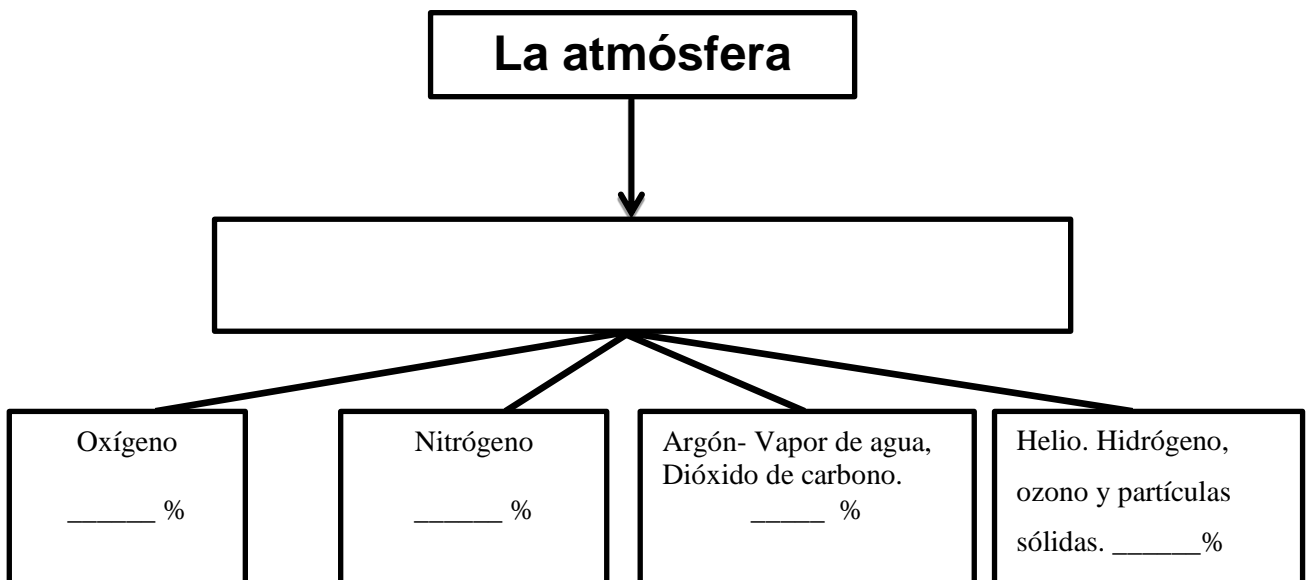 La atmósfera
Oxígeno
______ %
Nitrógeno
______ %
Argón- Vapor de agua,
Dióxido de carbono.
_____ %
Helio. Hidrógeno,
ozono y partículas
sólidas. ______%